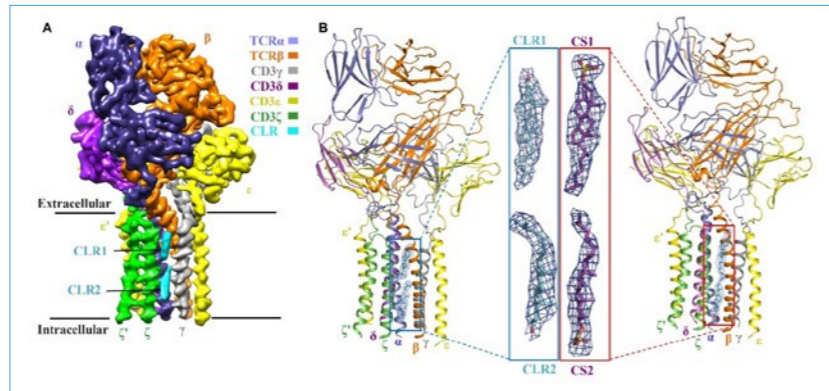 A
α
β
δ
ε
TCRα
TCRβ
CD3γ
CD3δ
CD3ε
CD3ζ
CLR
Extracellular
ε'
CLR1
CLR2
Intracellular
ζ' ζ γ
B
CLR1 CS1
ε'
ζ'
δ
ζ
α
β
γ
ε
CLR2 CS2
ε'
ζ'
δ
ζ
α
β
γ
ε